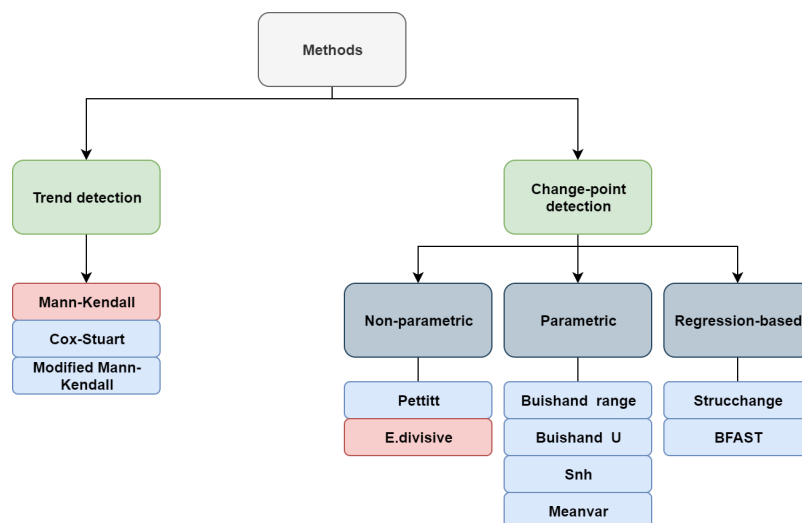 Methods
Trend detection
Change-point
detection
Mann-Kendall
Cox-Stuart
Modified Mann-
Kendall
Non-parametric
Parametric
Regression-based
Pettitt
E.divisive
Buishand range
Buishand U
Snh
Meanvar
Strucchange
BFAST